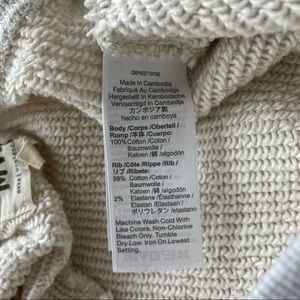 Made in Cambodia
Fabriqué Au Cambodge
Hergestellt In Kambodscha
Vervaardigd In Cambodja
カンボジア製
hecho en camboya
Body /Corps /Oberteil /
Romp /本体 /Cuerpo:
100% Cotton /Coton /
Baumwolle /
Katoen /綿 /algodón
Rib /Côte /Rippe /Rib /
リブ /Ribete:
98% Cotton /Coton /
Baumwolle /
Katoen /綿 /algodón
2% Elastane /Elasthanne /
Elastan /Elastaan /
ポリウレタン /elastano
Machine Wash Cold With
Like Colors. Non-Chlorine
Bleach Only. Tumble
Dry Low. Iron On Lowest
Setting.